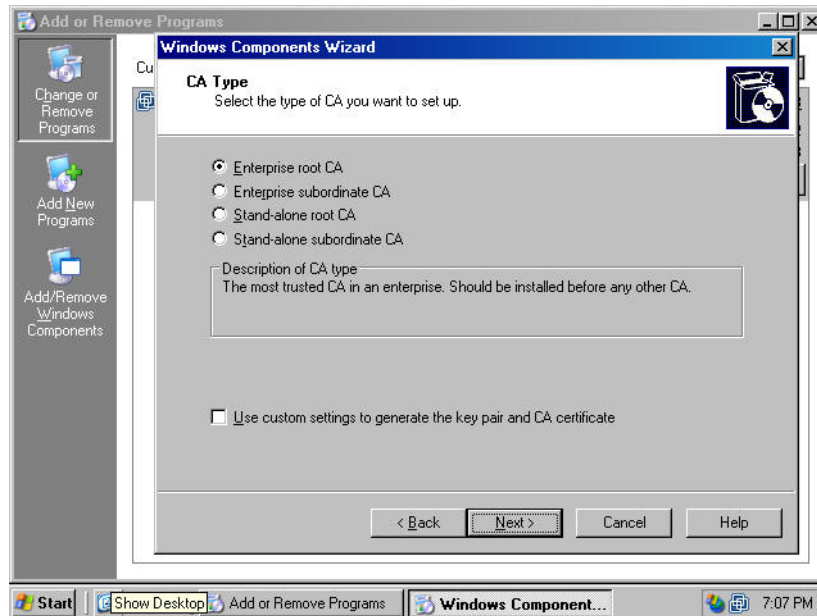 Add or Remove Programs
Windows Components Wizard
Change or
Remove
Programs
Add New
Programs
Add/Remove
Windows
Components
Cu
CA Type
Select the type of CA you want to set up.
Enterprise root CA
Enterprise subordinate CA
Stand-alone root CA
Stand-alone subordinate CA
Description of CA type
The most trusted CA in an enterprise. Should be installed before any other CA.
Use custom settings to generate the key pair and CA certificate
< Back
Next >
Cancel
Help
Start
Show Desktop
Add or Remove Programs
Windows Component...
7:07 PM